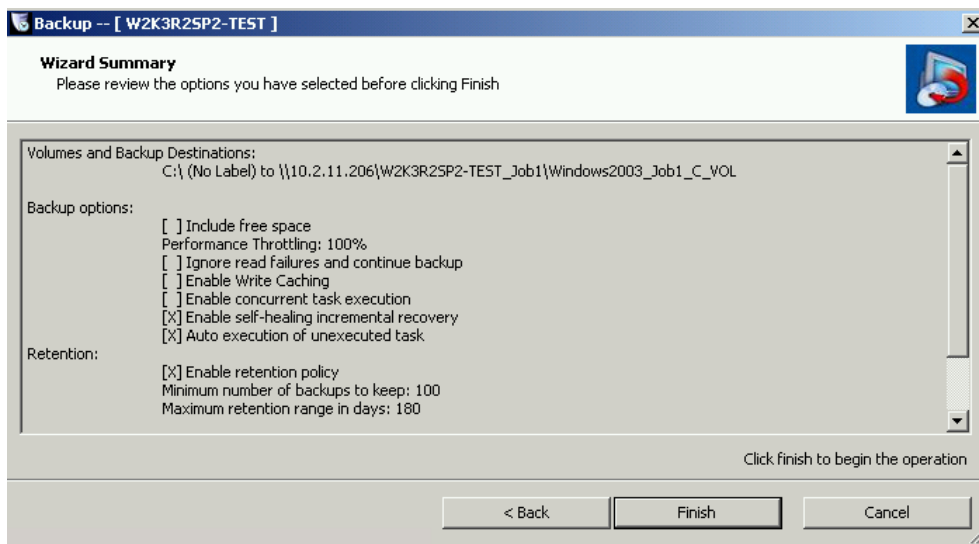 Backup -- [ W2K3R2SP2-TEST ]
Wizard Summary
Please review the options you have selected before clicking Finish
Volumes and Backup Destinations:
C:\ (No Label) to \\10.2.11.206\W2K3R2SP2-TEST_Job1\Windows2003_Job1_C_VOL
Backup options:
[ ] Include free space
Performance Throttling: 100%
[ ] Ignore read failures and continue backup
[ ] Enable Write Caching
[ ] Enable concurrent task execution
[X] Enable self-healing incremental recovery
[X] Auto execution of unexecuted task
Retention:
[X] Enable retention policy
Minimum number of backups to keep: 100
Maximum retention range in days: 180
Click finish to begin the operation
< Back Finish Cancel